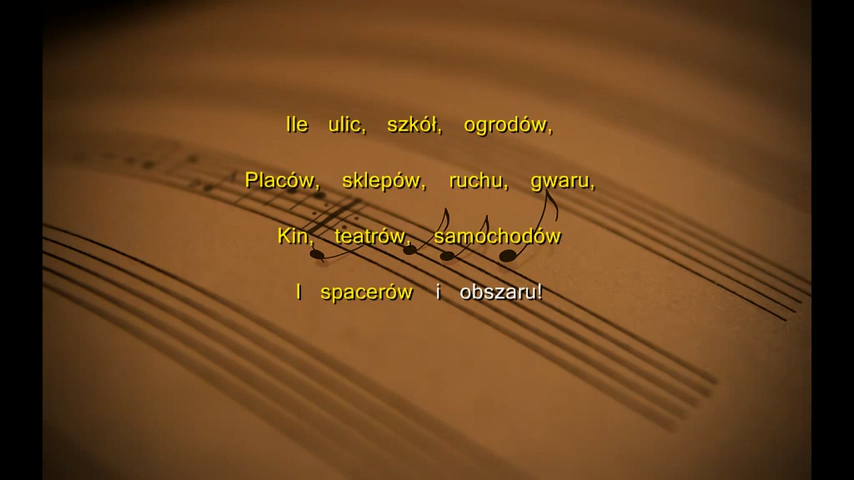 Ile ulic, szkół, ogrodów,
Placów, sklepów, ruchu, gwaru,
Kin, teatrów, samochodów
I spacerów i obszaru!